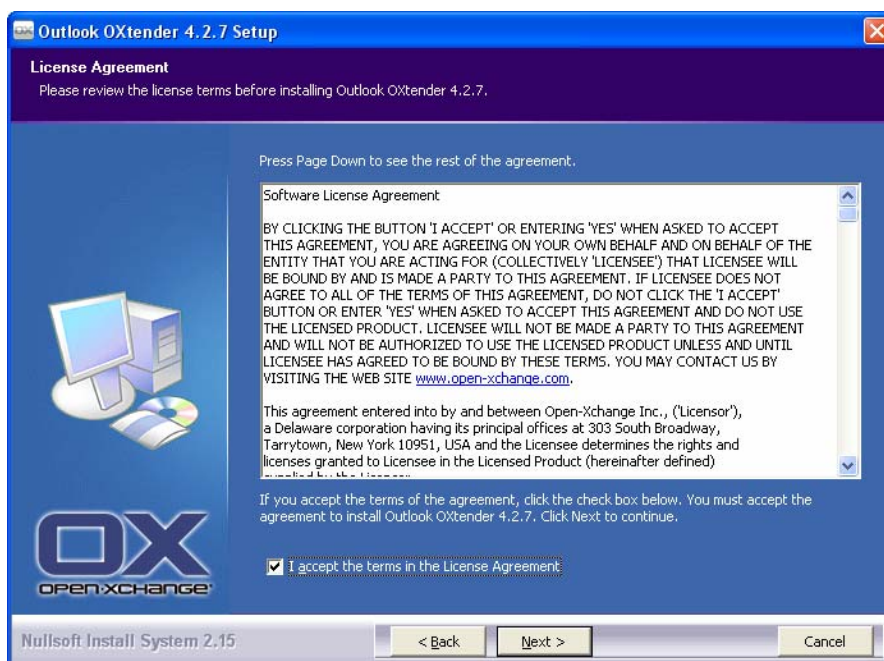 Outlook OXtender 4.2.7 Setup
License Agreement
Please review the license terms before installing Outlook OXtender 4.2.7.
Press Page Down to see the rest of the agreement.
Software License Agreement
BY CLICKING THE BUTTON 'I ACCEPT' OR ENTERING 'YES' WHEN ASKED TO ACCEPT
THIS AGREEMENT, YOU ARE AGREEING ON YOUR OWN BEHALF AND ON BEHALF OF THE
ENTITY THAT YOU ARE ACTING FOR (COLLECTIVELY 'LICENSEE') THAT LICENSEE WILL
BE BOUND BY AND IS MADE A PARTY TO THIS AGREEMENT. IF LICENSEE DOES NOT
AGREE TO ALL OF THE TERMS OF THIS AGREEMENT, DO NOT CLICK THE 'I ACCEPT'
BUTTON OR ENTER 'YES' WHEN ASKED TO ACCEPT THIS AGREEMENT AND DO NOT USE
THE LICENSED PRODUCT. LICENSEE WILL NOT BE MADE A PARTY TO THIS AGREEMENT
AND WILL NOT BE AUTHORIZED TO USE THE LICENSED PRODUCT UNLESS AND UNTIL
LICENSEE HAS AGREED TO BE BOUND BY THESE TERMS. YOU MAY CONTACT US BY
VISITING THE WEB SITE www.open-xchange.com.
This agreement entered into by and between Open-Xchange Inc., ('Licensor'),
a Delaware corporation having its principal offices at 303 South Broadway,
Tarrytown, New York 10951, USA and the Licensee determines the rights and
licenses granted to Licensee in the Licensed Product (hereinafter defined)
If you accept the terms of the agreement, click the check box below. You must accept the
agreement to install Outlook OXtender 4.2.7. Click Next to continue.
I accept the terms in the License Agreement
OX
OPEN-XCHANGE
Nullsoft Install System 2.15
< Back
Next >
Cancel